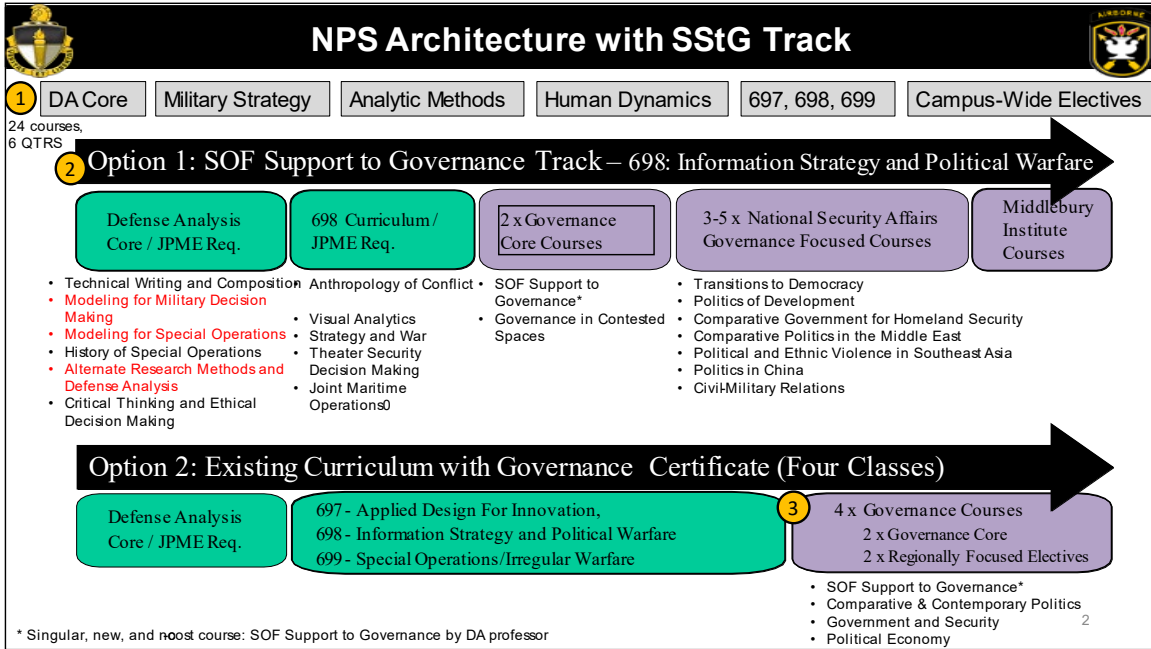 NPS Architecture with SStG Track
AIRBORNE
1
DA Core
Military Strategy
Analytic Methods
Human Dynamics
697, 698, 699
Campus-Wide Electives
24 courses,
6 QTRS
2
Option 1: SOF Support to Governance Track – 698: Information Strategy and Political Warfare
Defense Analysis
Core / JPME Req.
698 Curriculum /
JPME Req.
2 x Governance
Core Courses
3-5 x National Security Affairs
Governance Focused Courses
Middlebury
Institute
Courses
• Technical Writing and Composition
• Modeling for Military Decision
Making
• Modeling for Special Operations
• History of Special Operations
• Alternate Research Methods and
Defense Analysis
• Critical Thinking and Ethical
Decision Making
• Anthropology of Conflict
• Visual Analytics
• Strategy and War
• Theater Security
Decision Making
• Joint Maritime
Operations0
• SOF Support to
Governance*
• Governance in Contested
Spaces
• Transitions to Democracy
• Politics of Development
• Comparative Government for Homeland Security
• Comparative Politics in the Middle East
• Political and Ethnic Violence in Southeast Asia
• Politics in China
• Civil-Military Relations
Option 2: Existing Curriculum with Governance Certificate (Four Classes)
Defense Analysis
Core / JPME Req.
697 - Applied Design For Innovation,
698 - Information Strategy and Political Warfare
699 - Special Operations/Irregular Warfare
3
4 x Governance Courses
2 x Governance Core
2 x Regionally Focused Electives
• SOF Support to Governance*
• Comparative & Contemporary Politics
• Government and Security
• Political Economy
* Singular, new, and no-cost course: SOF Support to Governance by DA professor
2